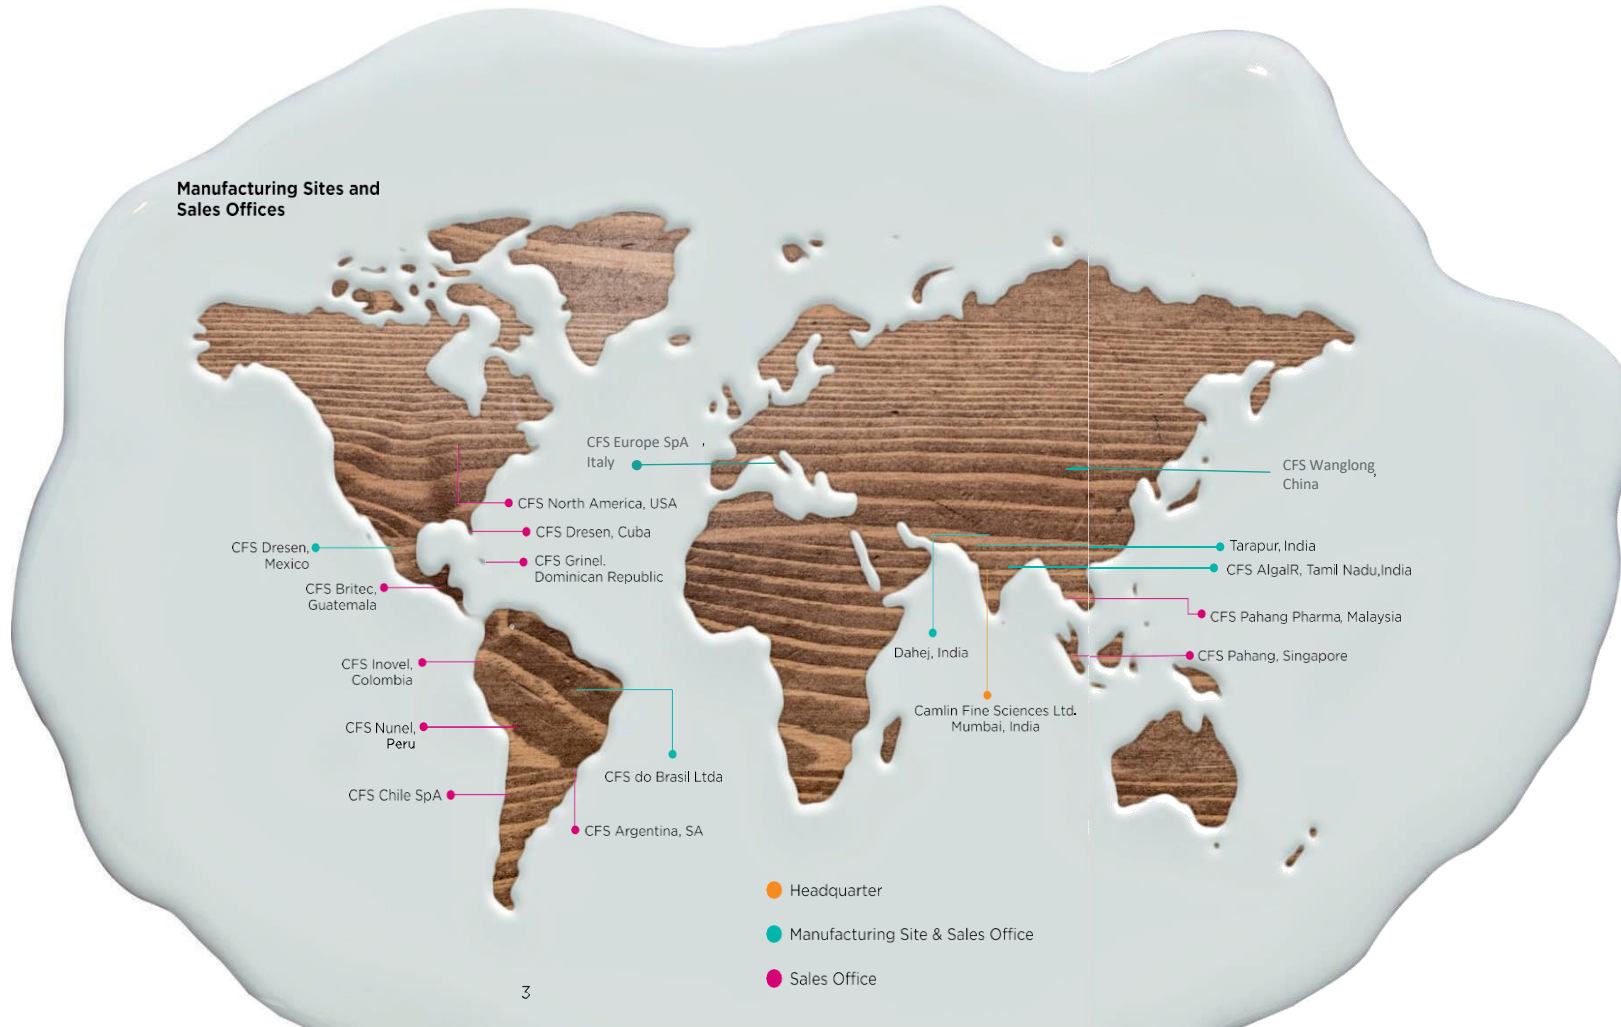 Manufacturing Sites and
Sales Offices
CFS Europe SpA ,
Italy
CFS Wanglong,
China
CFS North America, USA
CFS Dresen, Cuba
CFS Grinel.
Dominican Republic
CFS Dresen,
Mexico
CFS Britec,
Guatemala
Tarapur, India
CFS AlgalR, Tamil Nadu,India
CFS Pahang Pharma, Malaysia
CFS Pahang, Singapore
Dahej, India
Camlin Fine Sciences Ltd.
Mumbai, India
CFS Inovel,
Colombia
CFS Nunel,
Peru
CFS do Brasil Ltda
CFS Chile SpA
CFS Argentina, SA
Headquarter
Manufacturing Site & Sales Office
Sales Office
3